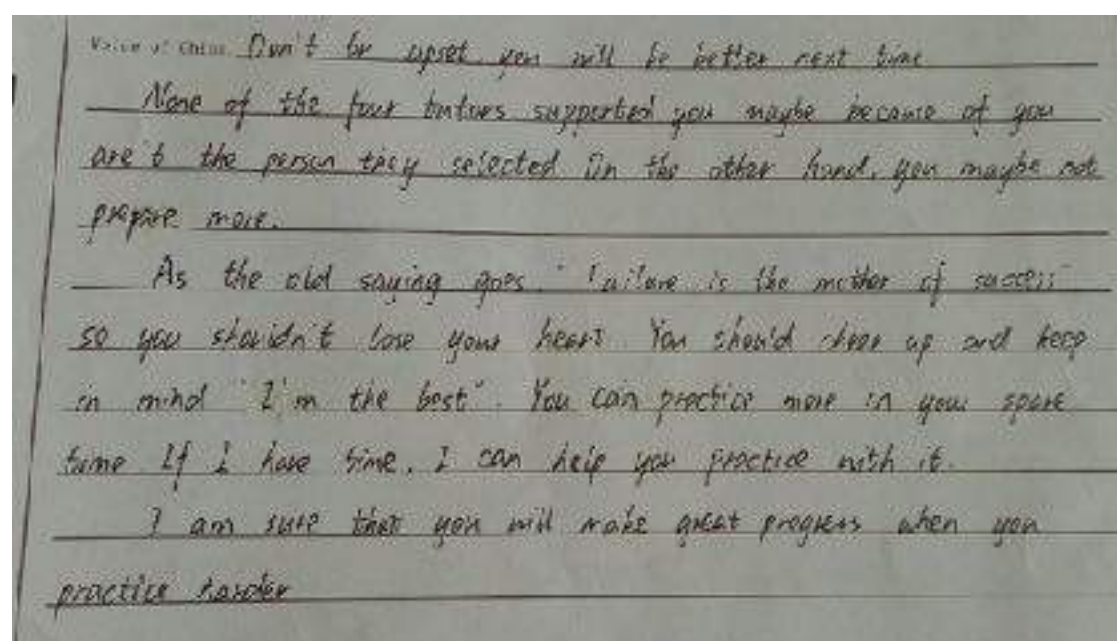 Voice of China. Don't be upset. you will be better next time
None of the four tutors supported you maybe because of you
are't the person they selected On the other hand, you maybe not
prepare more.
As the old saying goes. "Failure is the mother of success"
so you shouldn't lose your heart You should cheer up and keep
in mind "I'm the best". You can practice more in your spare
time If I have time, I can help you practice with it.
I am sure that you will make great progress when you
practice harder